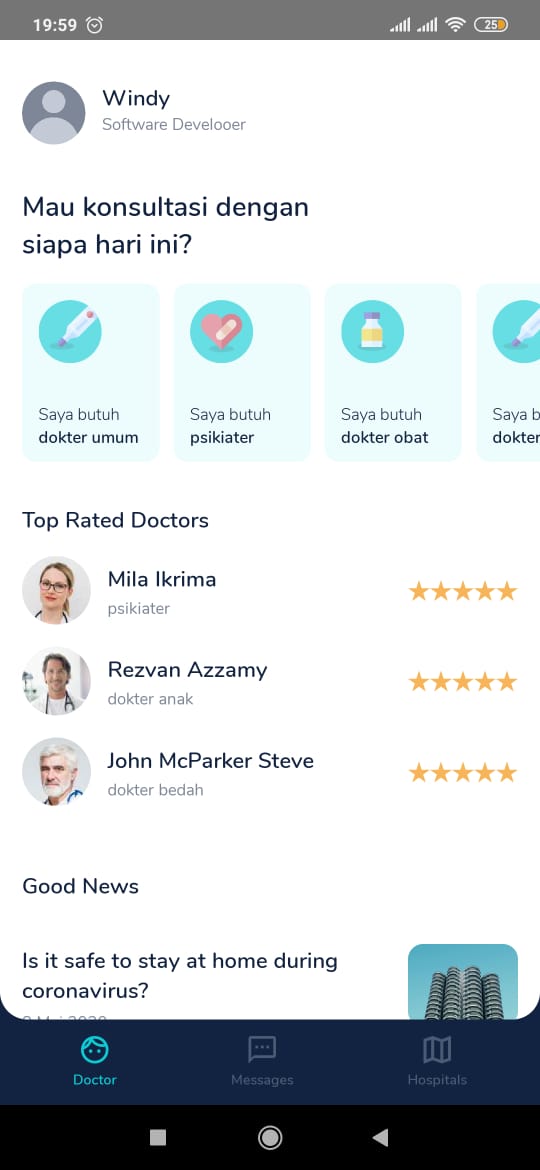 19:59
25
Windy
Software Develooer
Mau konsultasi dengan
siapa hari ini?
Saya butuh
dokter umum
Saya butuh
psikiater
Saya butuh
dokter obat
Saya b
dokter
Top Rated Doctors
Mila Ikrima
psikiater
Rezvan Azzamy
dokter anak
John McParker Steve
dokter bedah
Good News
Is it safe to stay at home during
coronavirus?
Doctor
Messages
Hospitals